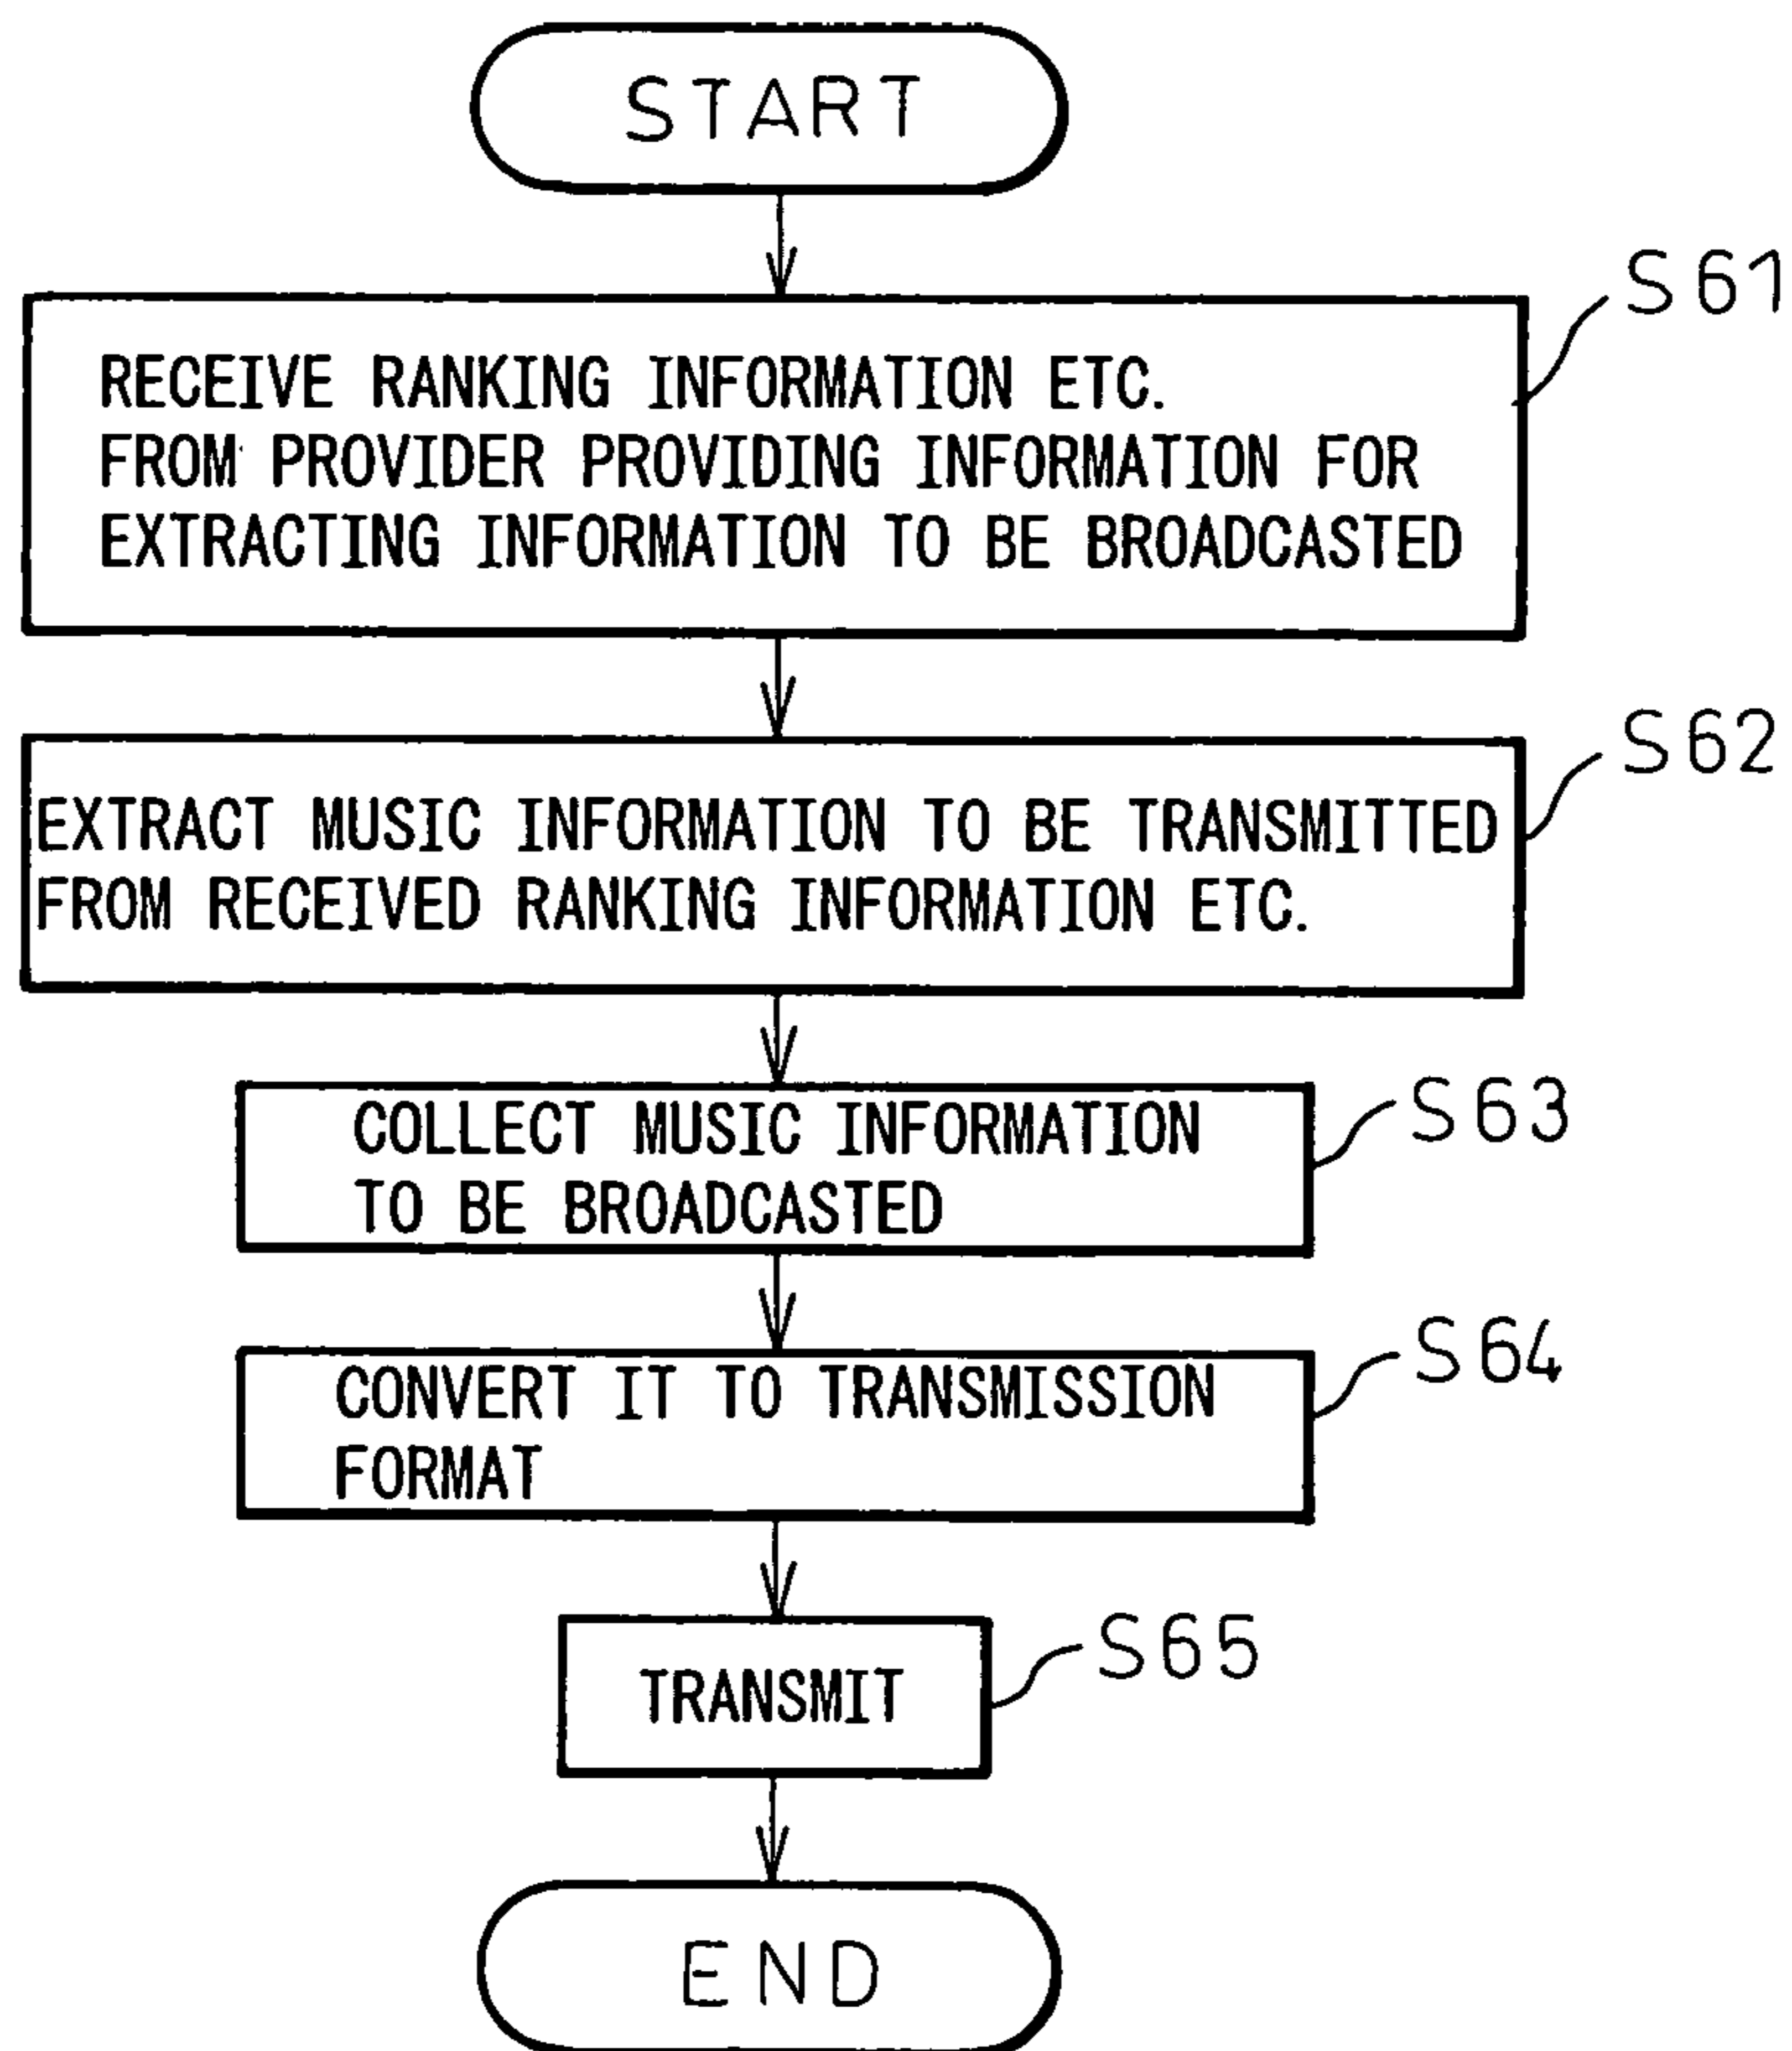 START
S61
RECEIVE RANKING INFORMATION ETC.
FROM PROVIDER PROVIDING INFORMATION FOR
EXTRACTING INFORMATION TO BE BROADCASTED
S62
EXTRACT MUSIC INFORMATION TO BE TRANSMITTED
FROM RECEIVED RANKING INFORMATION ETC.
S63
COLLECT MUSIC INFORMATION
TO BE BROADCASTED
S64
CONVERT IT TO TRANSMISSION
FORMAT
S65
TRANSMIT
END